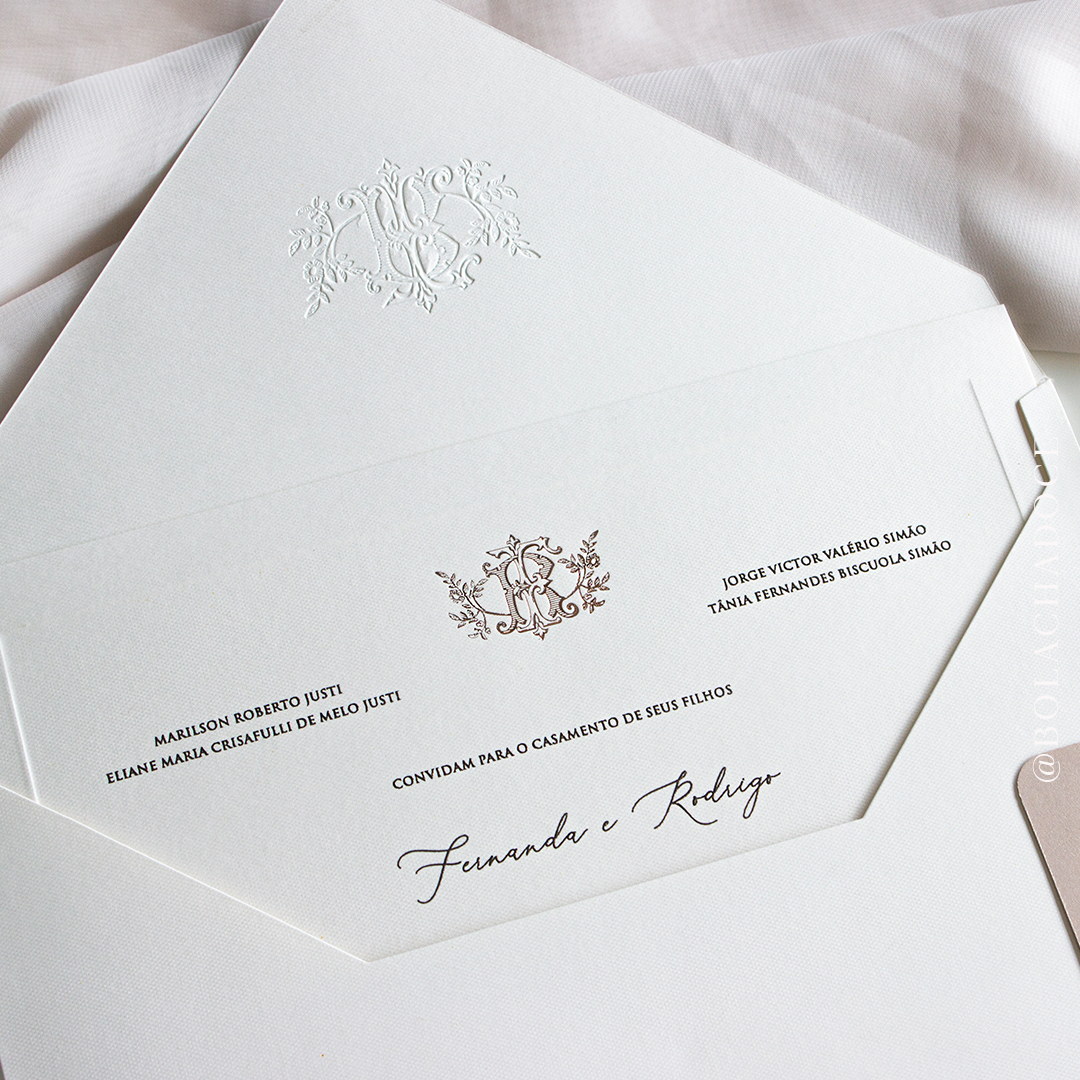 MARILSON ROBERTO JUSTI
ELIANE MARIA CRISAFULLI DE MELO JUSTI
JORGE VICTOR VALÉRIO SIMÃO
TÂNIA FERNANDES BISCUOLA SIMÃO
CONVIDAM PARA O CASAMENTO DE SEUS FILHOS
Fernanda e Rodrigo
@BOLACHADOCE